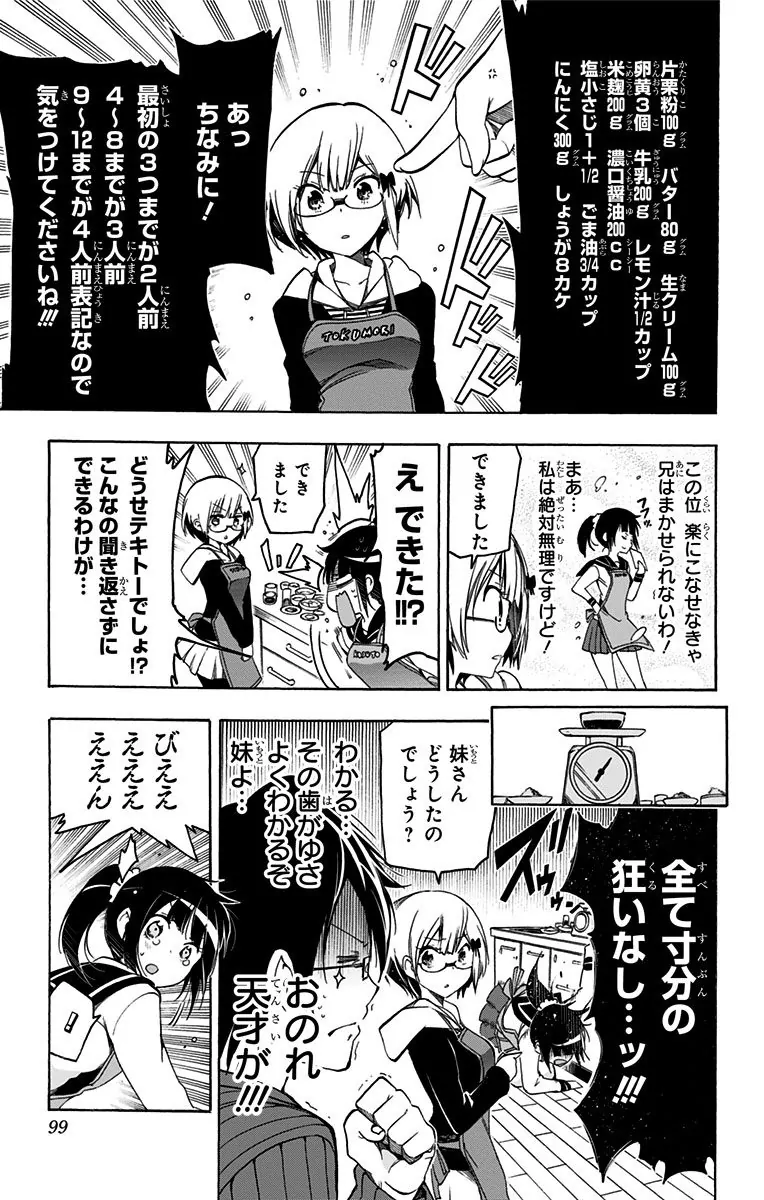 片栗粉100g バター80g 生クリーム100g
卵黄3個 牛乳200g レモン汁1/2カップ
米麹200g 濃口醤油200cc
塩小さじ1+1/2 ごま油3/4カップ
にんにく300g しょうが8カケ
ドドド
あっ
ちなみに!
最初の3つまでが2人前
4~8までが3人前
9~12までが4人前表記なので
気をつけてくださいね!!!
TOKUMORI
この位 楽にこなせなきゃ
兄はまかせられないわ!
まあ…
私は絶対無理ですけど!
できました
え できた!!?
でき
ました
どうせテキトーでしょ!?
こんなの聞き返さずに
できるわけが…
全て寸分の
狂いなし…ッ!!!
ずぅーん
妹さん
どうしたの
でしょう?
わかる…
その歯がゆさ
よくわかるぞ
妹よ…
おのれ
天才が!!!
びええ
ええええ
ええん
99